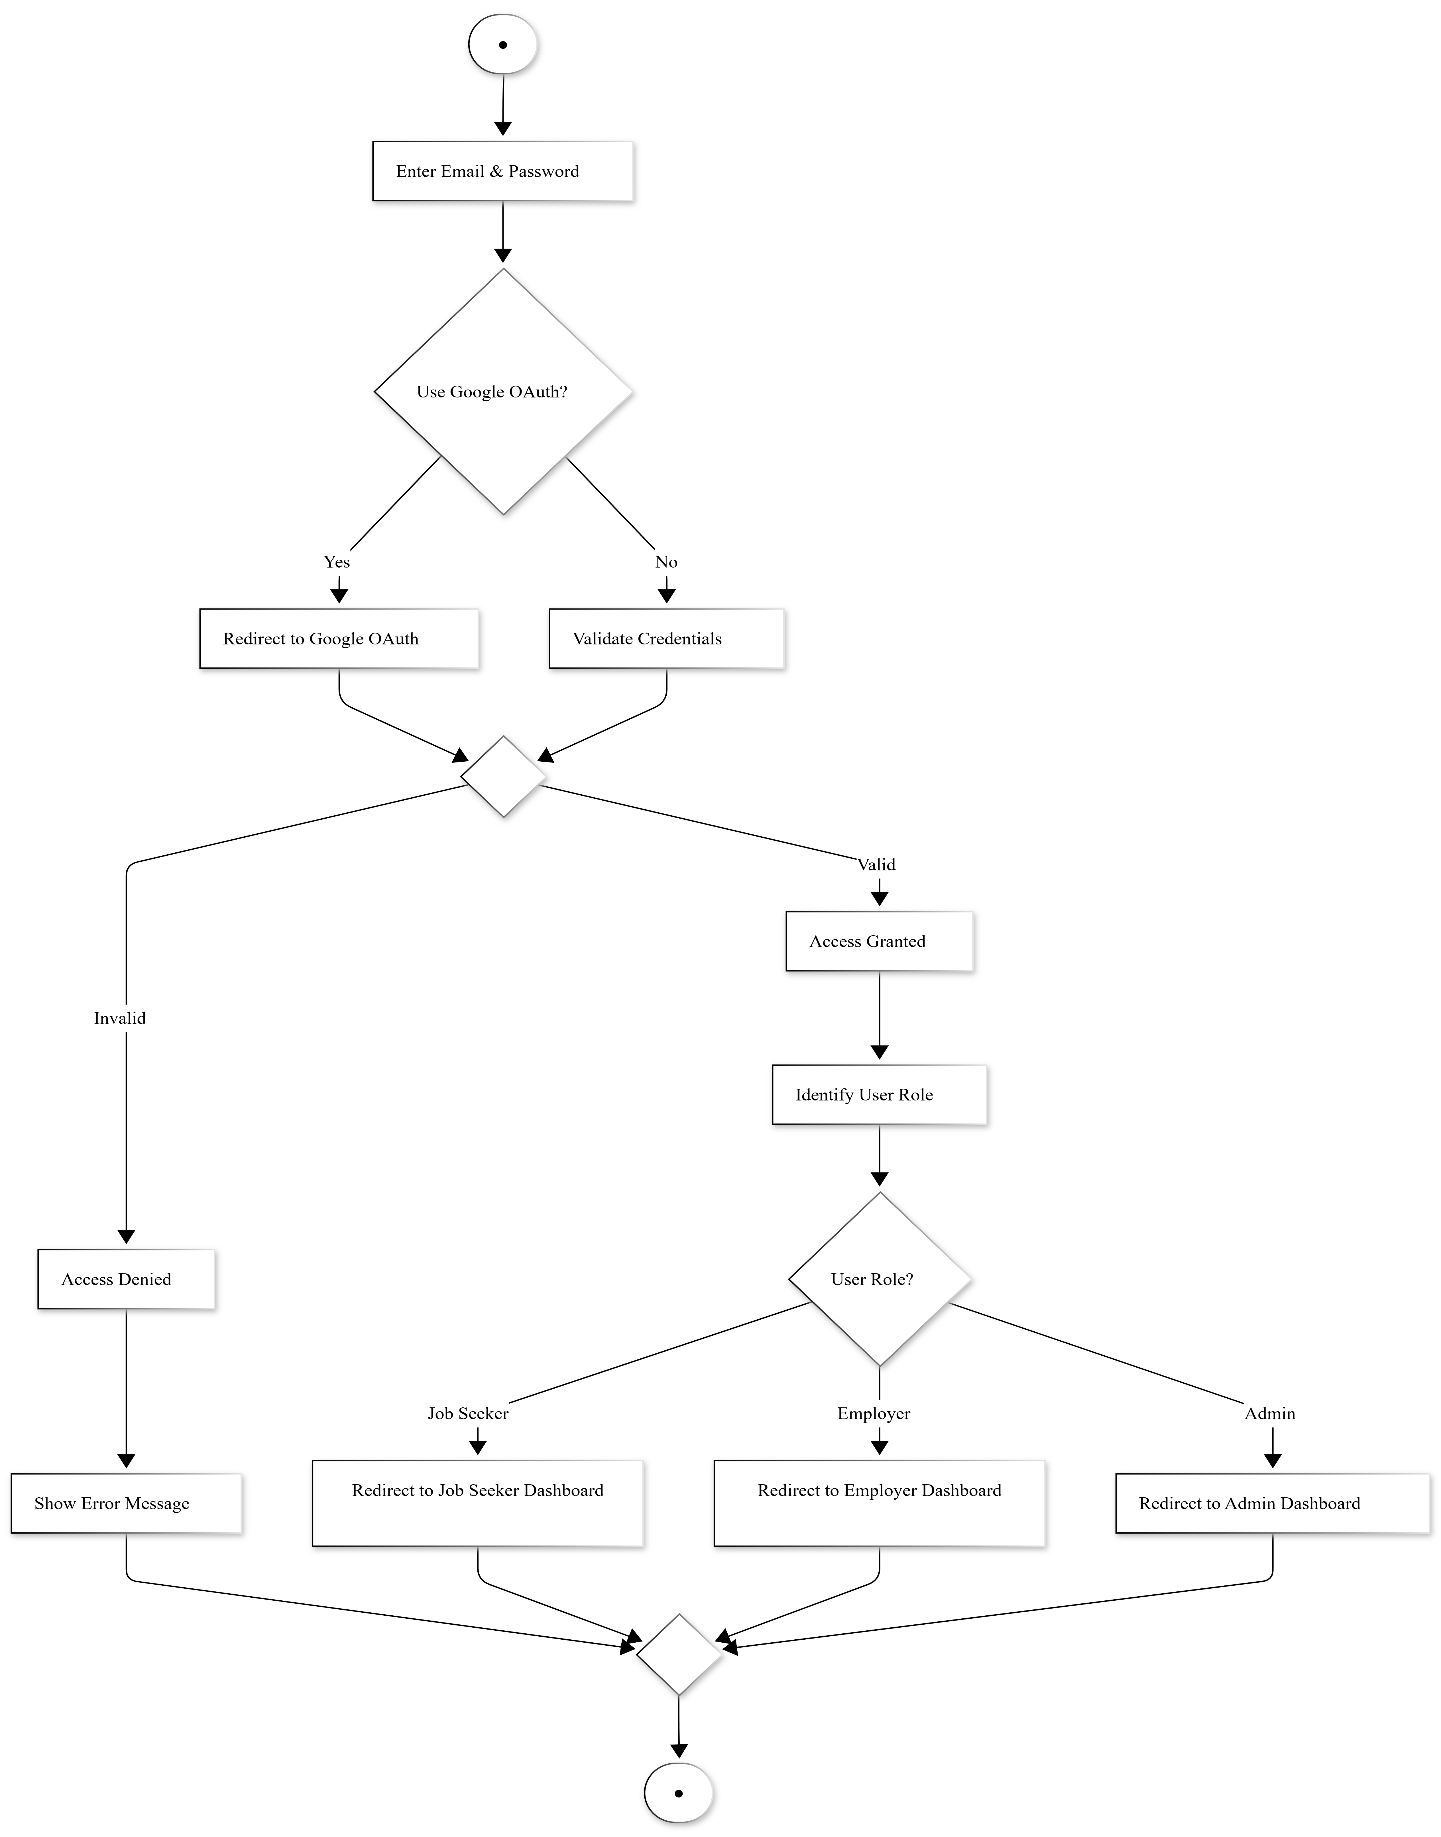 Enter Email & Password
Use Google OAuth?
Yes
No
Redirect to Google OAuth
Validate Credentials
Valid
Access Granted
Invalid
Identify User Role
Access Denied
User Role?
Job Seeker
Employer
Admin
Show Error Message
Redirect to Job Seeker Dashboard
Redirect to Employer Dashboard
Redirect to Admin Dashboard